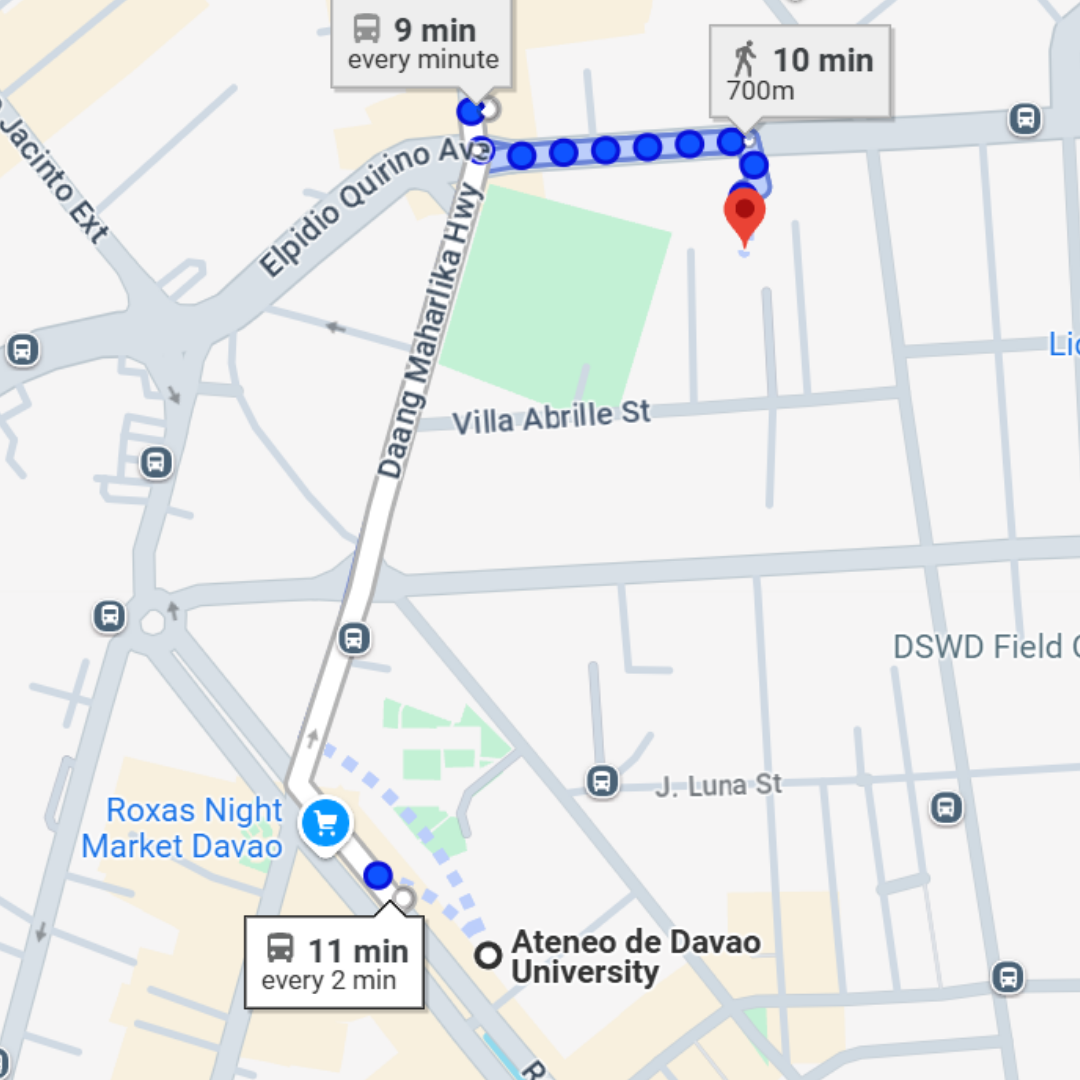 9 min
every minute
10 min
700m
Jacinto Ext
Elpidio Quirino Ave
Daang Maharlika Hwy
Villa Abrille St
DSWD Field
J. Luna St
Roxas Night
Market Davao
11 min
every 2 min
Ateneo de Davao
University